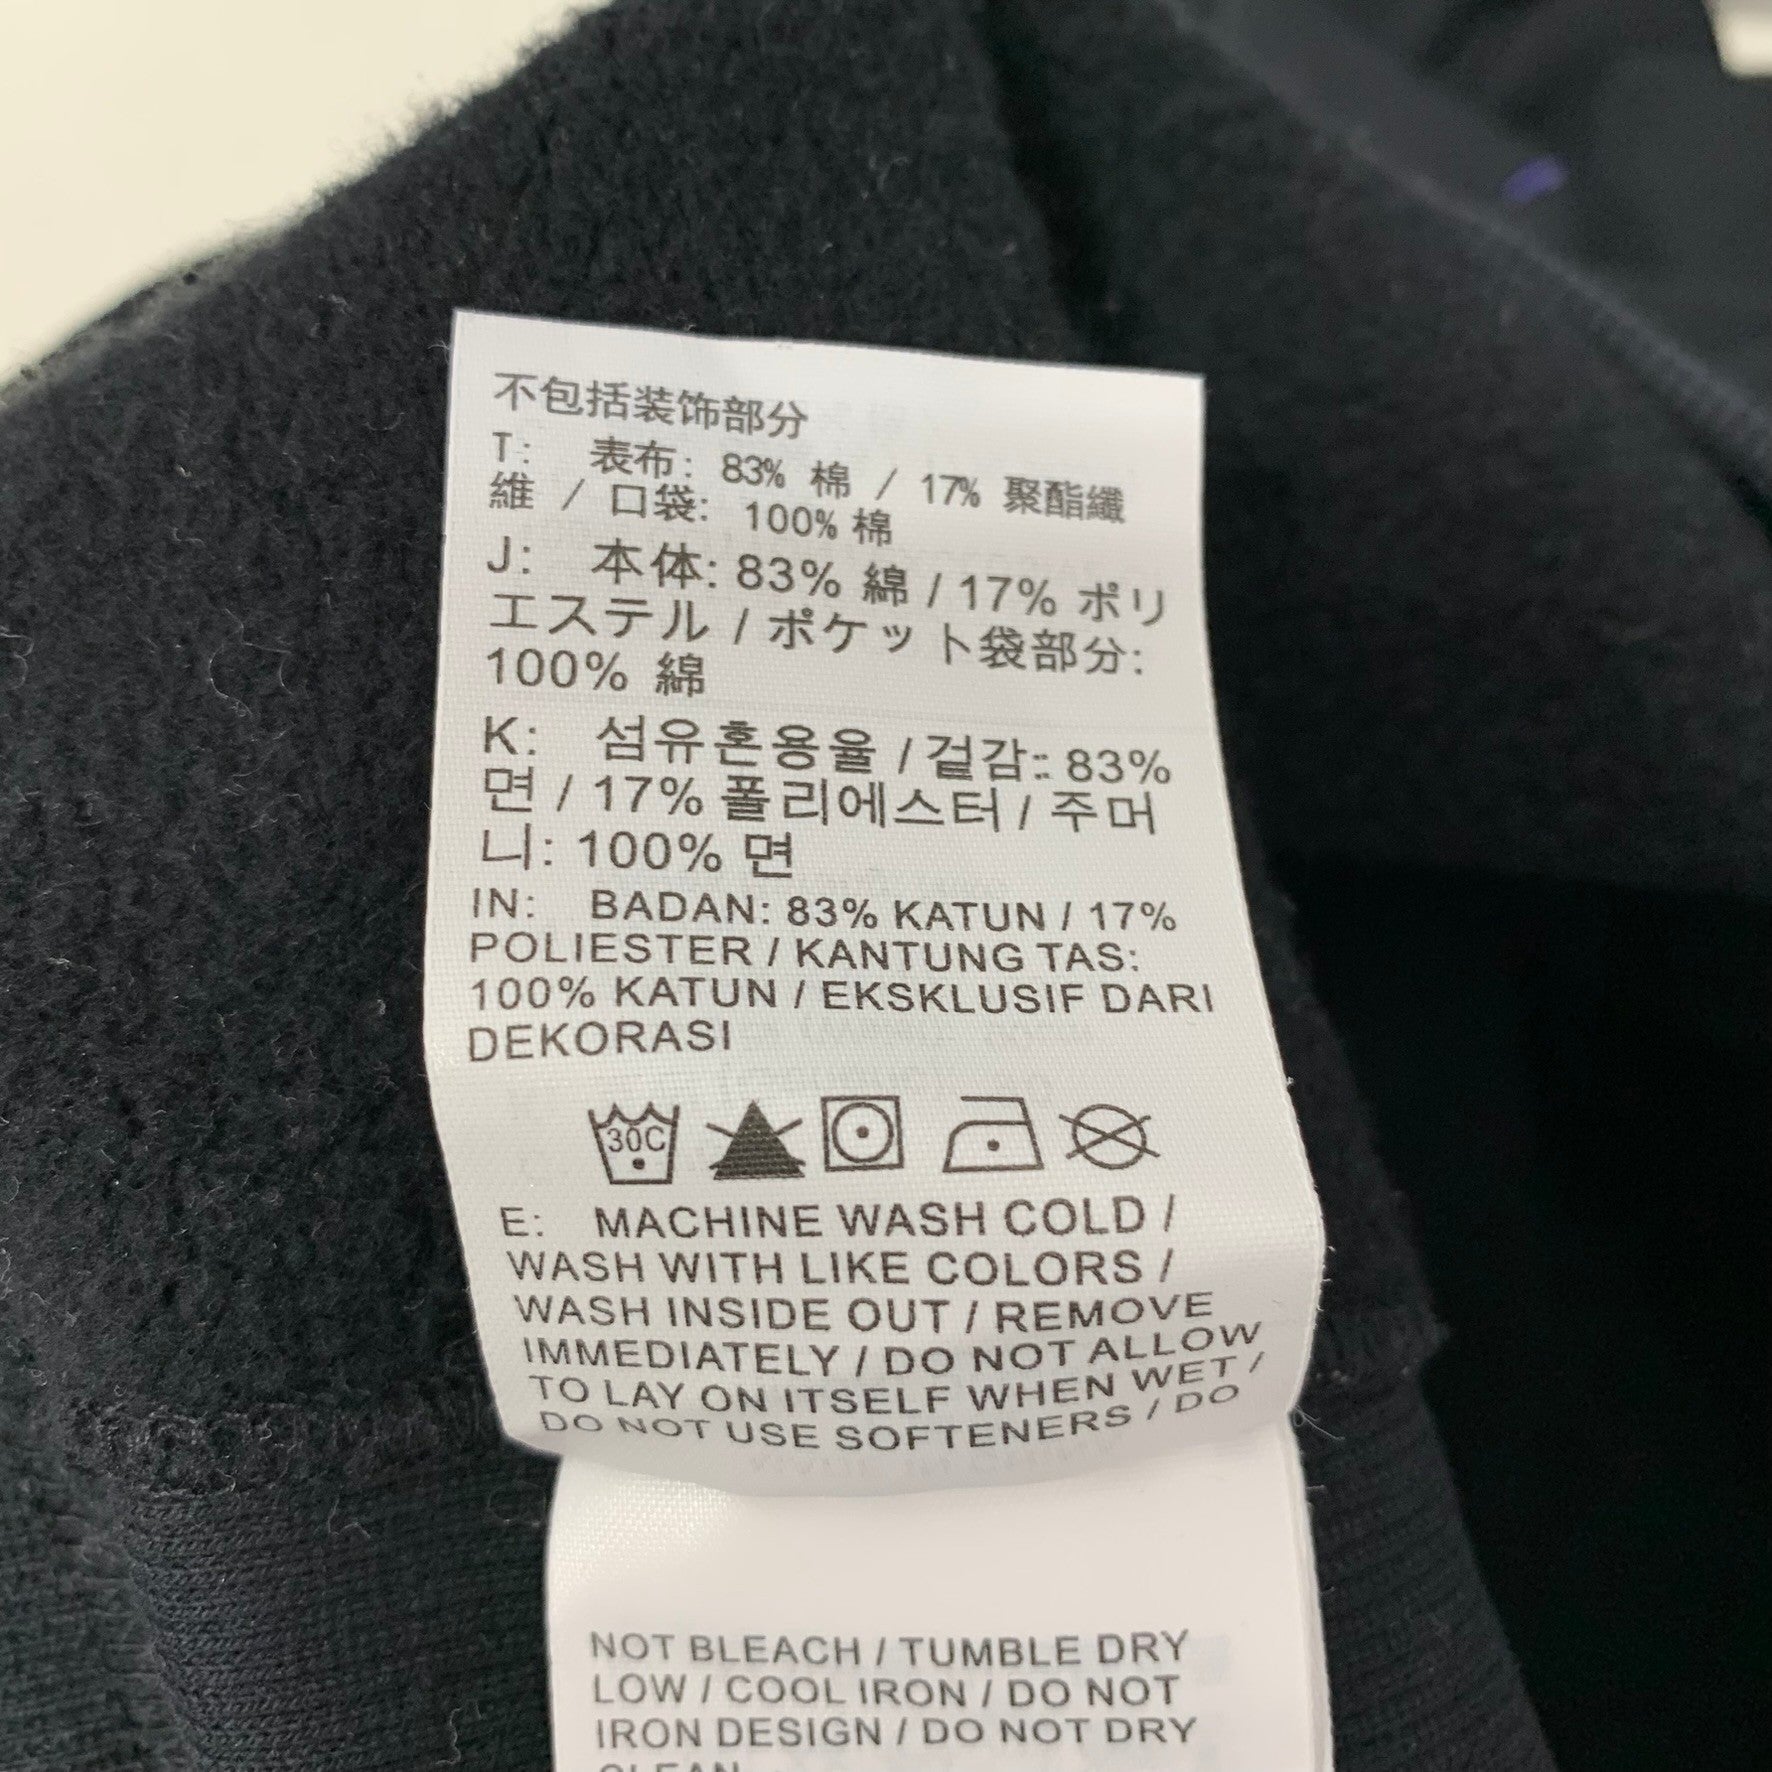 不包括装饰部分
T: 表布: 83% 棉 / 17% 聚酯纖
維 / 口袋: 100% 棉
J: 本体: 83% 綿 / 17% ポリ
エステル / ポケット袋部分:
100% 綿
K: 섬유혼용율 / 겉감:: 83%
면 / 17% 폴리에스터 / 주머
니: 100% 면
IN: BADAN: 83% KATUN / 17%
POLIESTER / KANTUNG TAS:
100% KATUN / EKSKLUSIF DARI
DEKORASI
30C
E: MACHINE WASH COLD /
WASH WITH LIKE COLORS /
WASH INSIDE OUT / REMOVE
IMMEDIATELY / DO NOT ALLOW
TO LAY ON ITSELF WHEN WET /
DO NOT USE SOFTENERS / DO
NOT BLEACH / TUMBLE DRY
LOW / COOL IRON / DO NOT
IRON DESIGN / DO NOT DRY
CLEAN